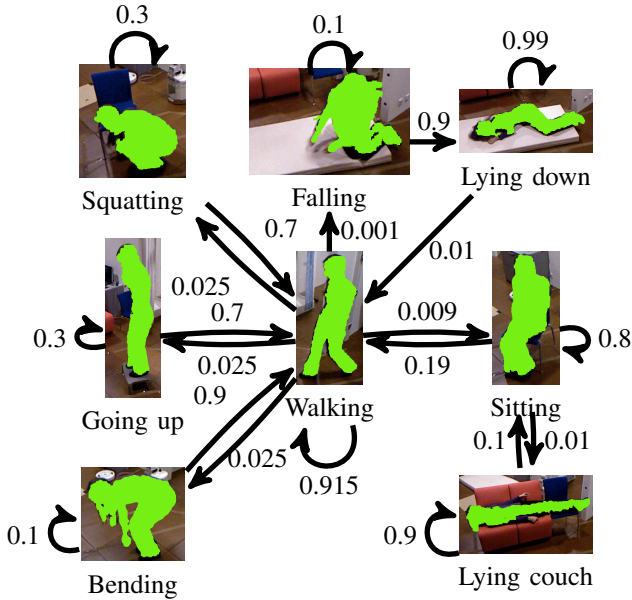 0.3
0.1
0.99
0.9
Squatting
Falling
Lying down
0.7
0.001
0.01
0.025
0.7
0.009
0.3
0.8
0.025
0.19
0.9
Going up
Walking
Sitting
0.025
0.1
0.01
0.915
0.1
0.9
Bending
Lying couch